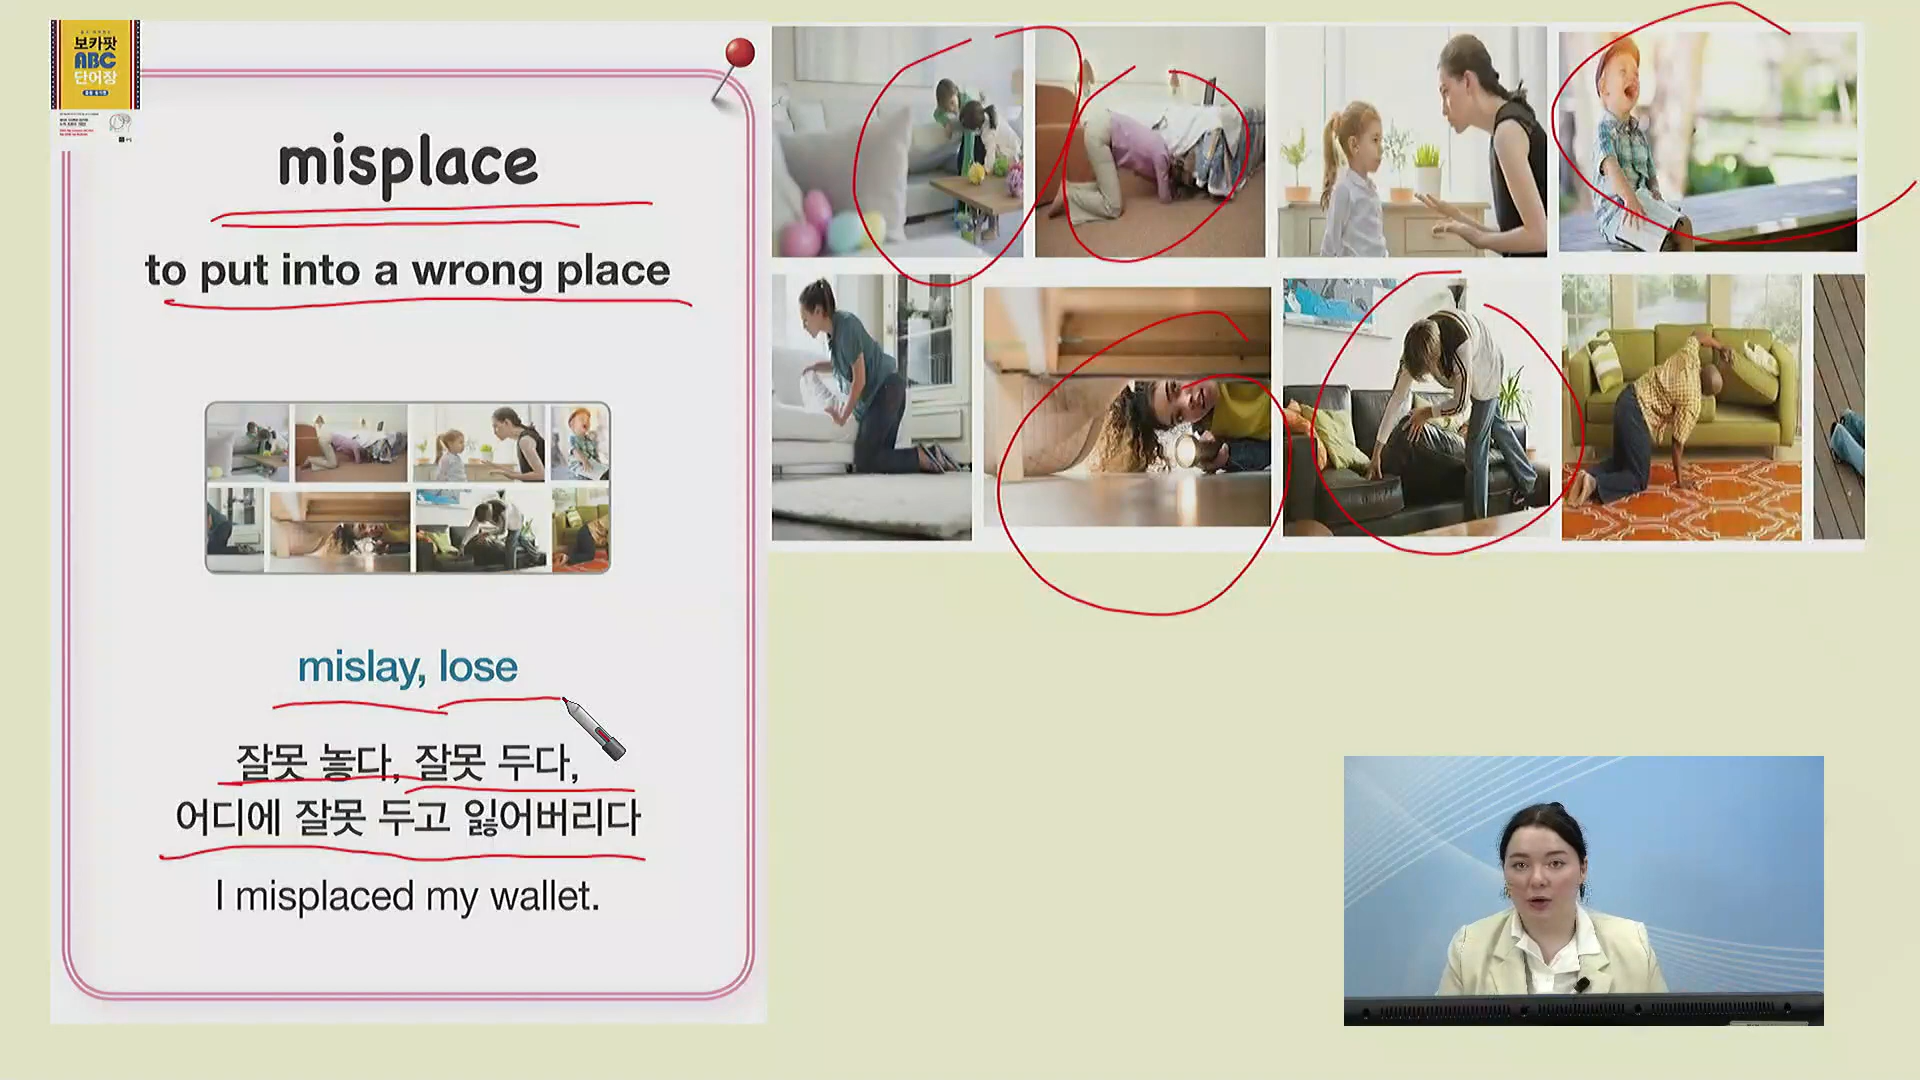 보카팟
ABC
단어장
misplace
to put into a wrong place
mislay, lose
잘못 놓다, 잘못 두다,
어디에 잘못 두고 잃어버리다
I misplaced my wallet.